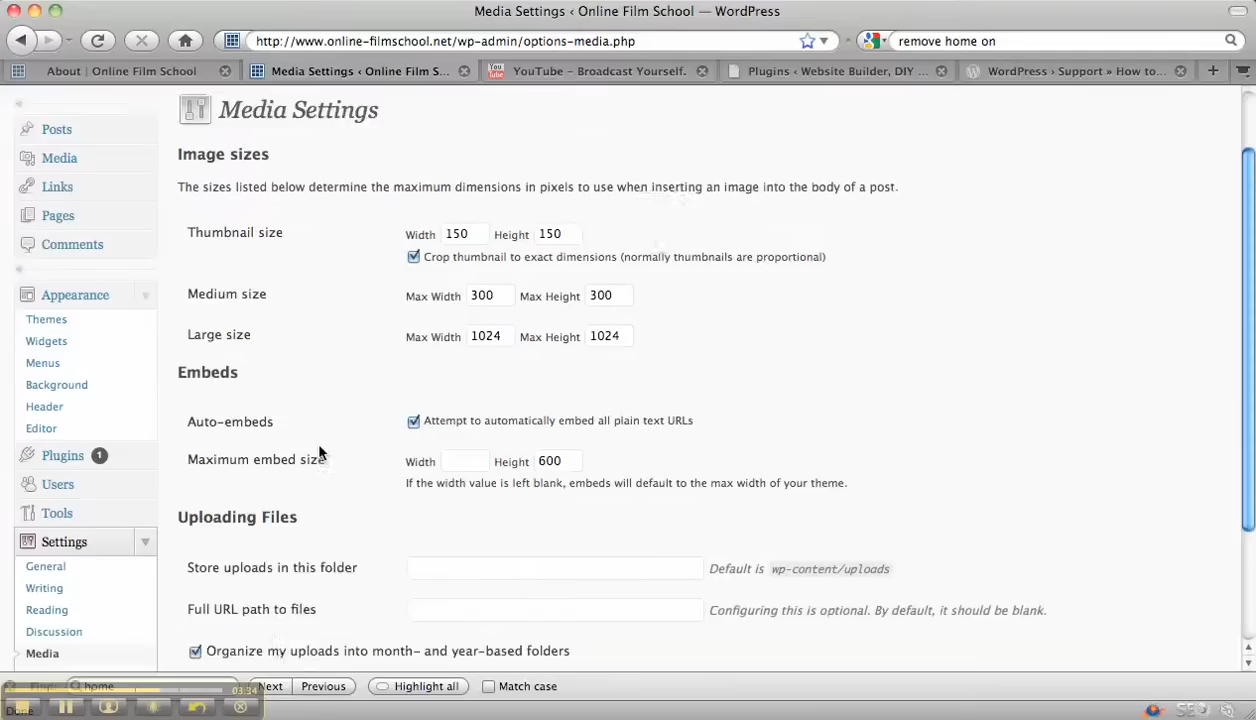 Media Settings ‹ Online Film School — WordPress
http://www.online-filmschool.net/wp-admin/options-media.php
remove home on
About | Online Film School
Media Settings ‹ Online Film S...
YouTube – Broadcast Yourself.
Plugins ‹ Website Builder, DIY ...
WordPress › Support » How to...
Posts
Media
Links
Pages
Comments
Appearance
Themes
Widgets
Menus
Background
Header
Editor
Plugins 1
Users
Tools
Settings
General
Writing
Reading
Discussion
Media
Media Settings
Image sizes
The sizes listed below determine the maximum dimensions in pixels to use when inserting an image into the body of a post.
Thumbnail size Width 150 Height 150
Crop thumbnail to exact dimensions (normally thumbnails are proportional)
Medium size Max Width 300 Max Height 300
Large size Max Width 1024 Max Height 1024
Embeds
Auto-embeds Attempt to automatically embed all plain text URLs
Maximum embed size Width Height 600
If the width value is left blank, embeds will default to the max width of your theme.
Uploading Files
Store uploads in this folder Default is wp-content/uploads
Full URL path to files Configuring this is optional. By default, it should be blank.
Organize my uploads into month- and year-based folders
home Next Previous Highlight all Match case
03:34
Done